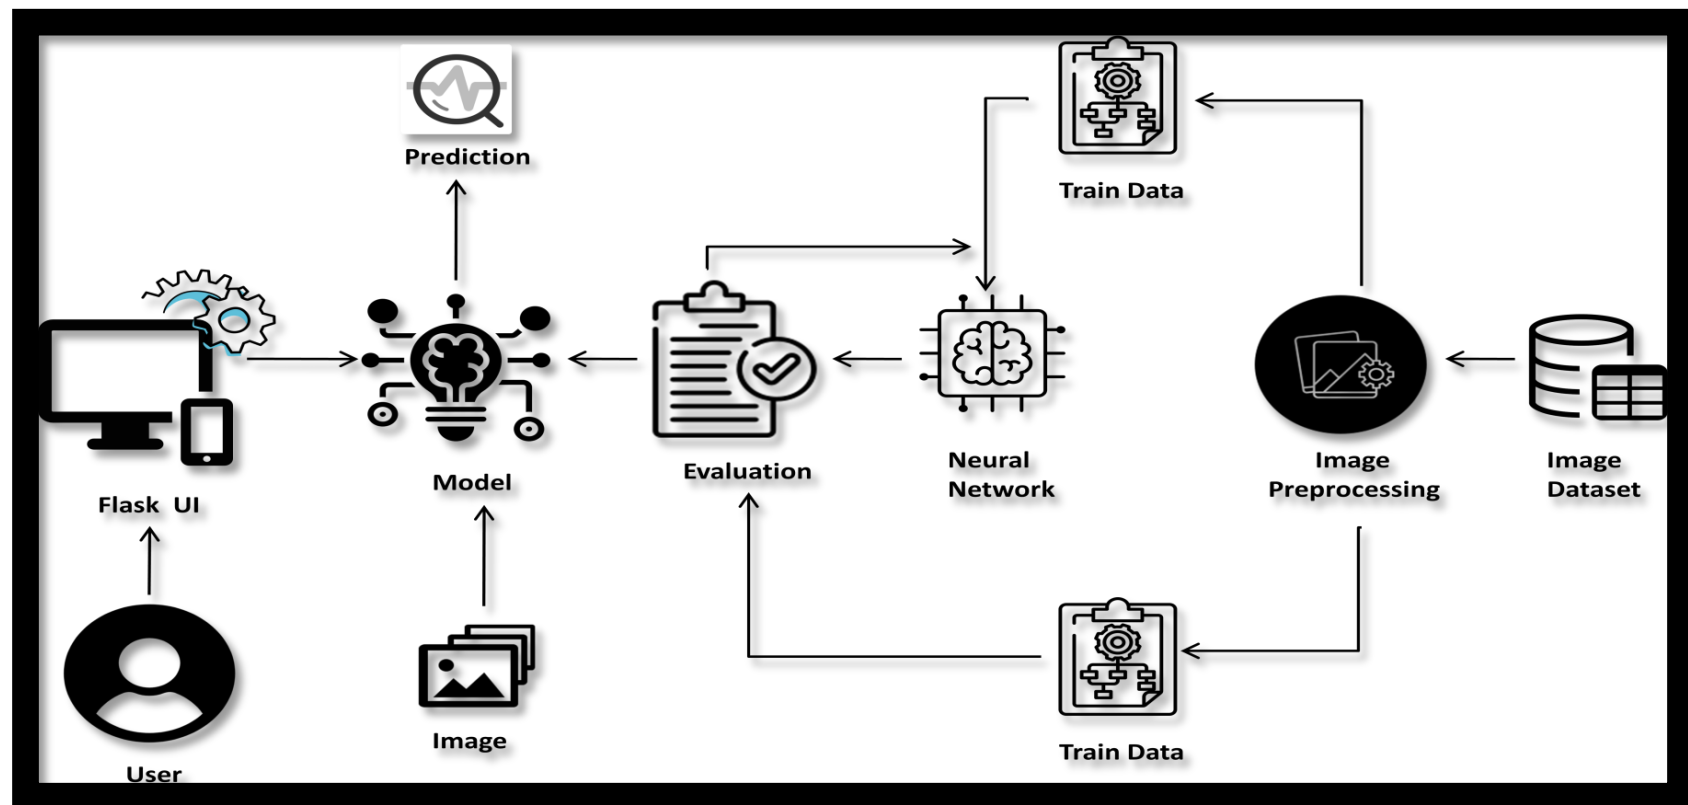 Prediction
Train Data
Flask UI
Model
Evaluation
Neural
Network
Image
Preprocessing
Image
Dataset
User
Image
Train Data